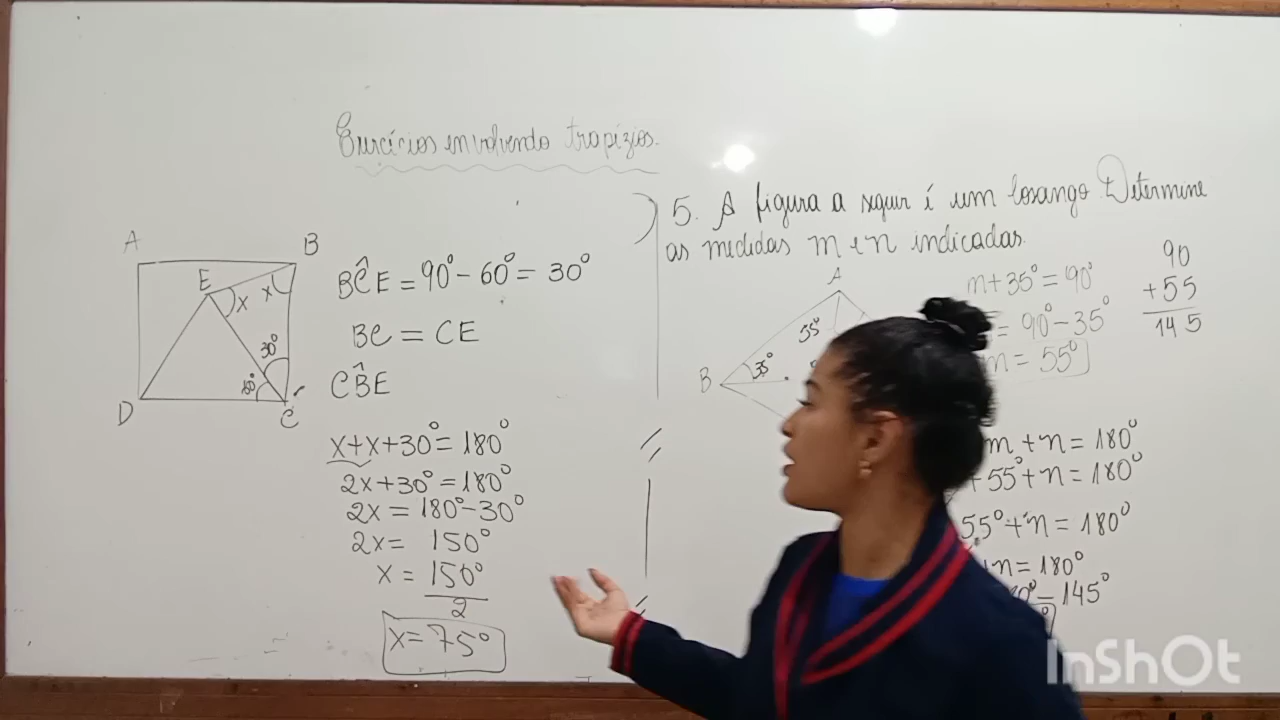 Exercícios envolvendo trapézios.
A
B
E
x
x
30°
60°
D
C
BĈE = 90° - 60° = 30°
BC = CE
CB̂E
x+x+30° = 180°
2x+30° = 180°
2x = 180° - 30°
2x = 150°
x = 150°
2
x = 75°
5. A figura a seguir é um losango. Determine
as medidas m e n indicadas.
A
55°
B
35°
m + 35° = 90°
= 90° - 35°
m = 55°
90
+55
145
m + n = 180°
+ 55° + n = 180°
55° + n = 180°
+ n = 180°
- 145°
InShOt